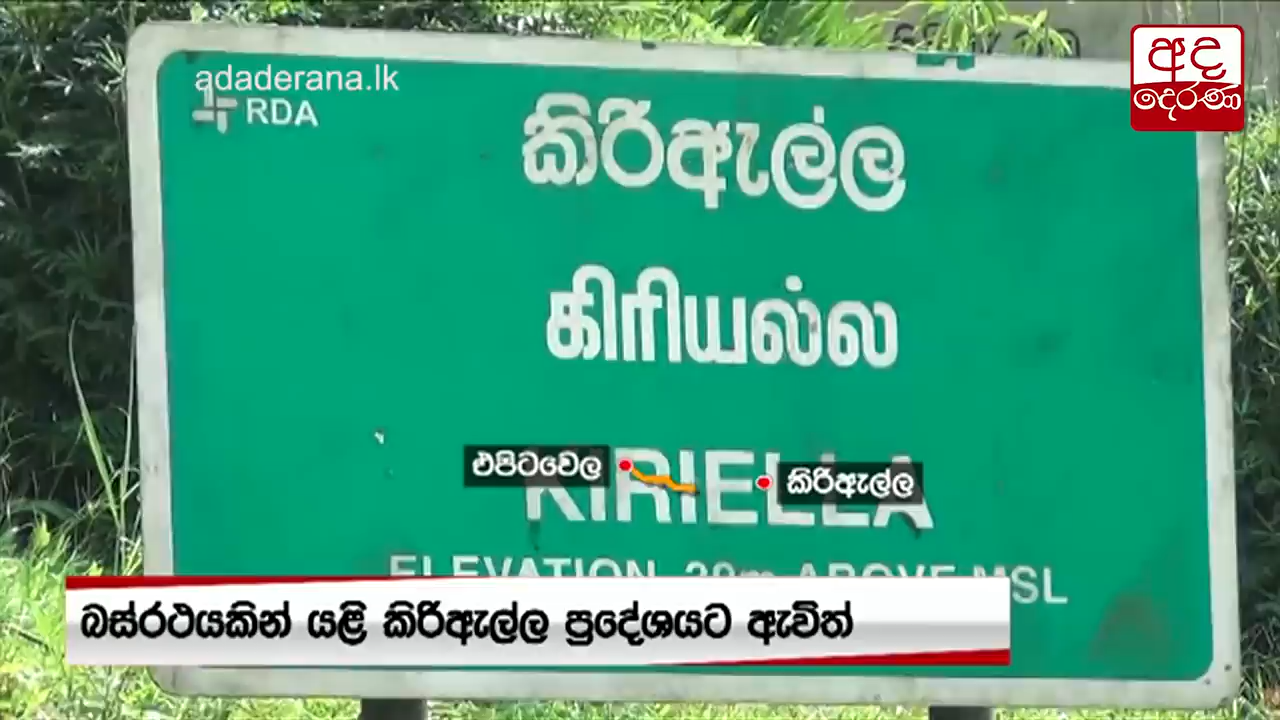 adaderana.lk
අද
දෙරණ
RDA
කිරිඇල්ල
கிரியல்ல
KIRIELLA
එපිටවෙල
කිරිඇල්ල
ELEVATION 29m ABOVE MSL
බස්රථයකින් යළි කිරිඇල්ල ප්‍රදේශයට ඇවිත්